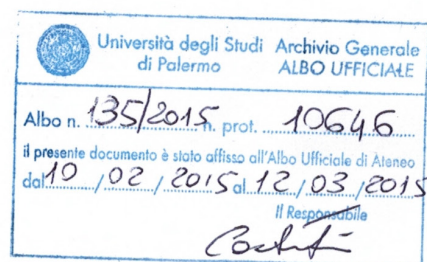 Università degli Studi di Palermo
Archivio Generale ALBO UFFICIALE
Albo n. 135/2015 n. prot. 10646
il presente documento è stato affisso all'Albo Ufficiale di Ateneo
dal 10 / 02 / 2015 al 12 / 03 / 2015
Il Responsabile